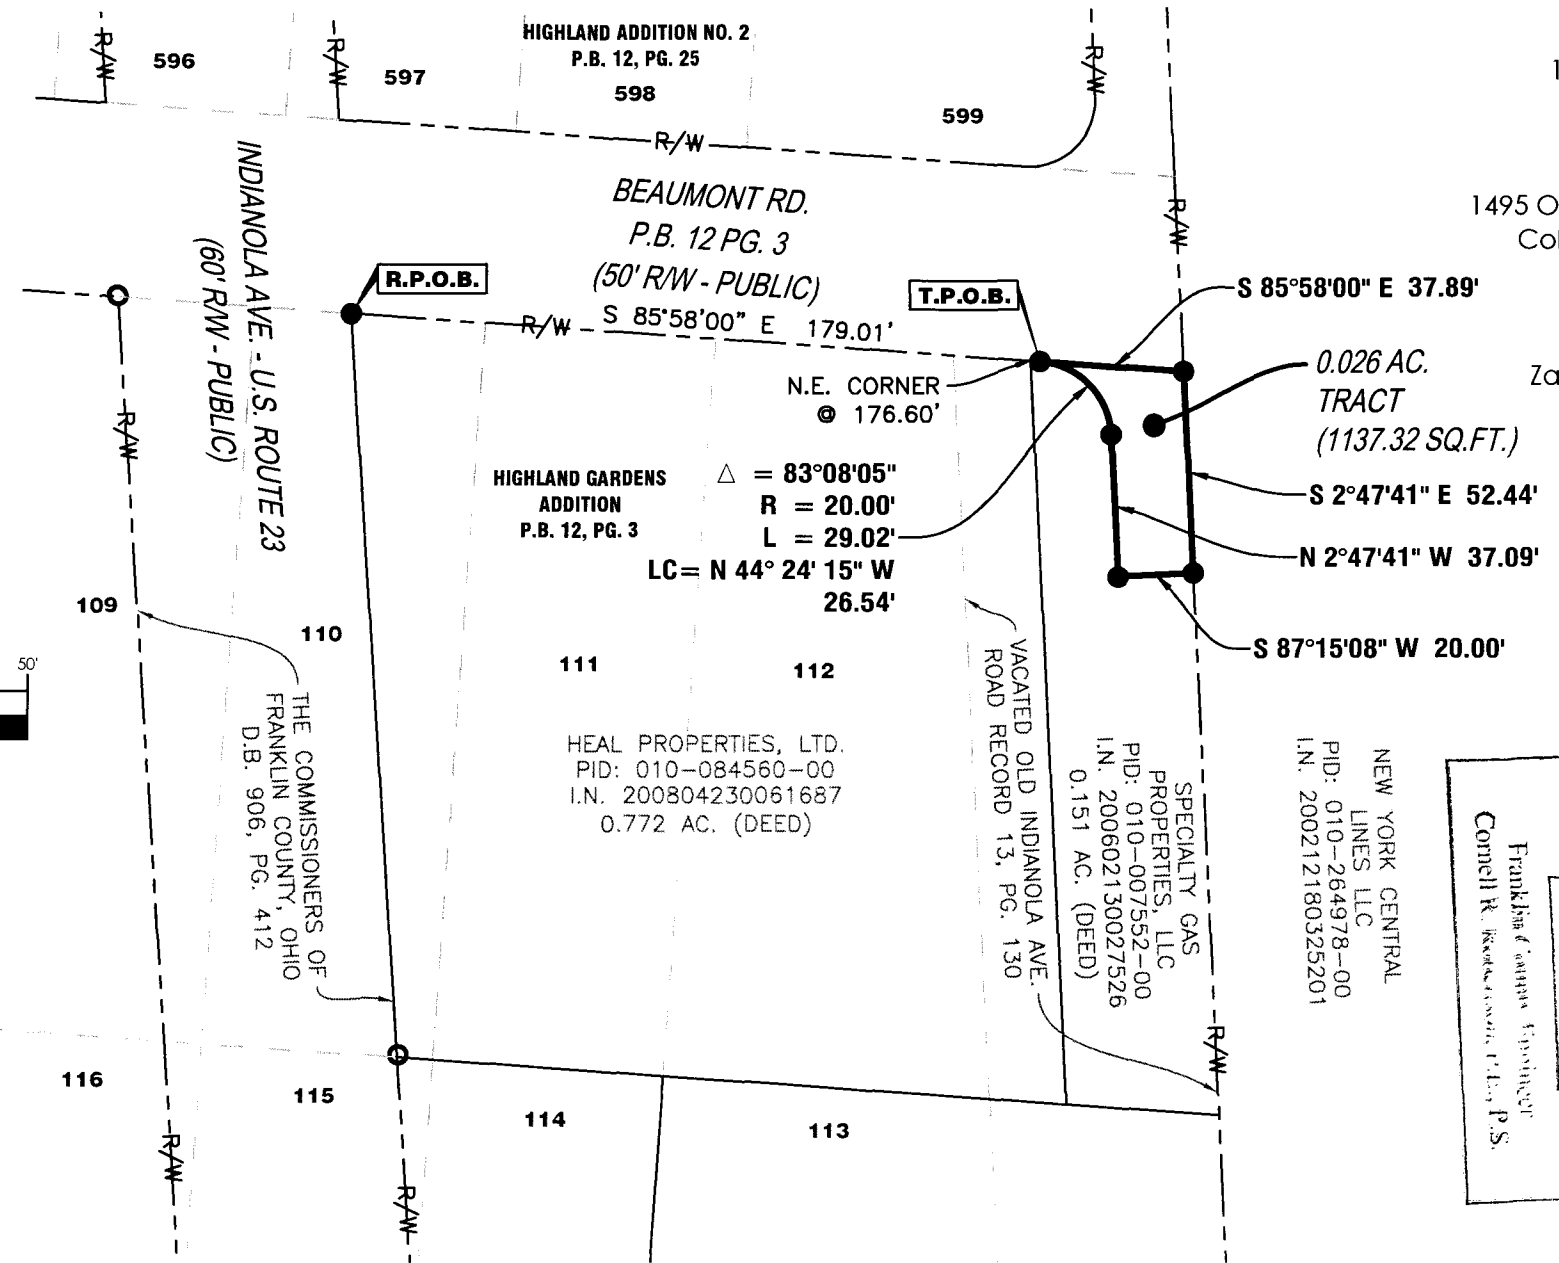 R/W
596
R/W
597
HIGHLAND ADDITION NO. 2
P.B. 12, PG. 25
598
599
R/W
1
R/W
BEAUMONT RD.
P.B. 12 PG. 3
(50' R/W - PUBLIC)
R/W
1495 O
Col
INDIANOLA AVE. - U.S. ROUTE 23
(60' R/W - PUBLIC)
R.P.O.B.
T.P.O.B.
S 85°58'00" E 37.89'
R/W
S 85°58'00" E 179.01'
N.E. CORNER
@ 176.60'
0.026 AC.
TRACT
(1137.32 SQ.FT.)
Za
R/W
HIGHLAND GARDENS
ADDITION
P.B. 12, PG. 3
△ = 83°08'05"
R = 20.00'
L = 29.02'
LC= N 44° 24' 15" W
26.54'
S 2°47'41" E 52.44'
N 2°47'41" W 37.09'
S 87°15'08" W 20.00'
109
110
111
112
50'
THE COMMISSIONERS OF
FRANKLIN COUNTY, OHIO
D.B. 906, PG. 412
HEAL PROPERTIES, LTD.
PID: 010-084560-00
I.N. 200804230061687
0.772 AC. (DEED)
VACATED OLD INDIANOLA AVE.
ROAD RECORD 13, PG. 130
SPECIALTY GAS
PROPERTIES, LLC
PID: 010-007552-00
I.N. 200602130027526
0.151 AC. (DEED)
NEW YORK CENTRAL
LINES LLC
PID: 010-264978-00
I.N. 200212180325201
Franklin County Engineer
Cornell R. P.E., P.S.
R/W
116
115
114
113
R/W
R/W